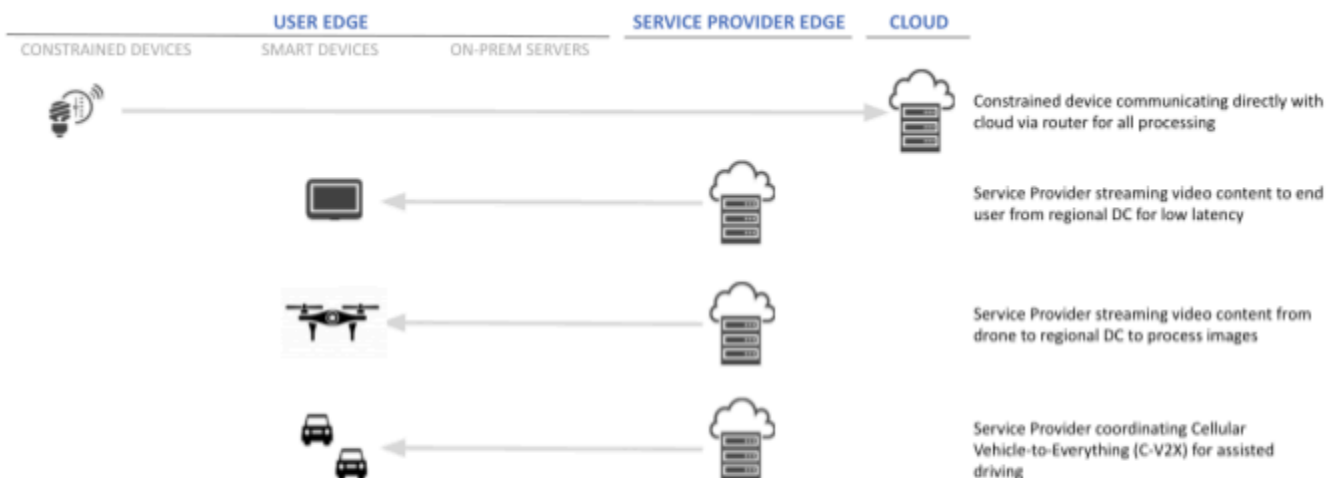 USER EDGE
SERVICE PROVIDER EDGE
CLOUD
CONSTRAINED DEVICES
SMART DEVICES
ON-PREM SERVERS
Constrained device communicating directly with
cloud via router for all processing
Service Provider streaming video content to end
user from regional DC for low latency
Service Provider streaming video content from
drone to regional DC to process images
Service Provider coordinating Cellular
Vehicle-to-Everything (C-V2X) for assisted
driving